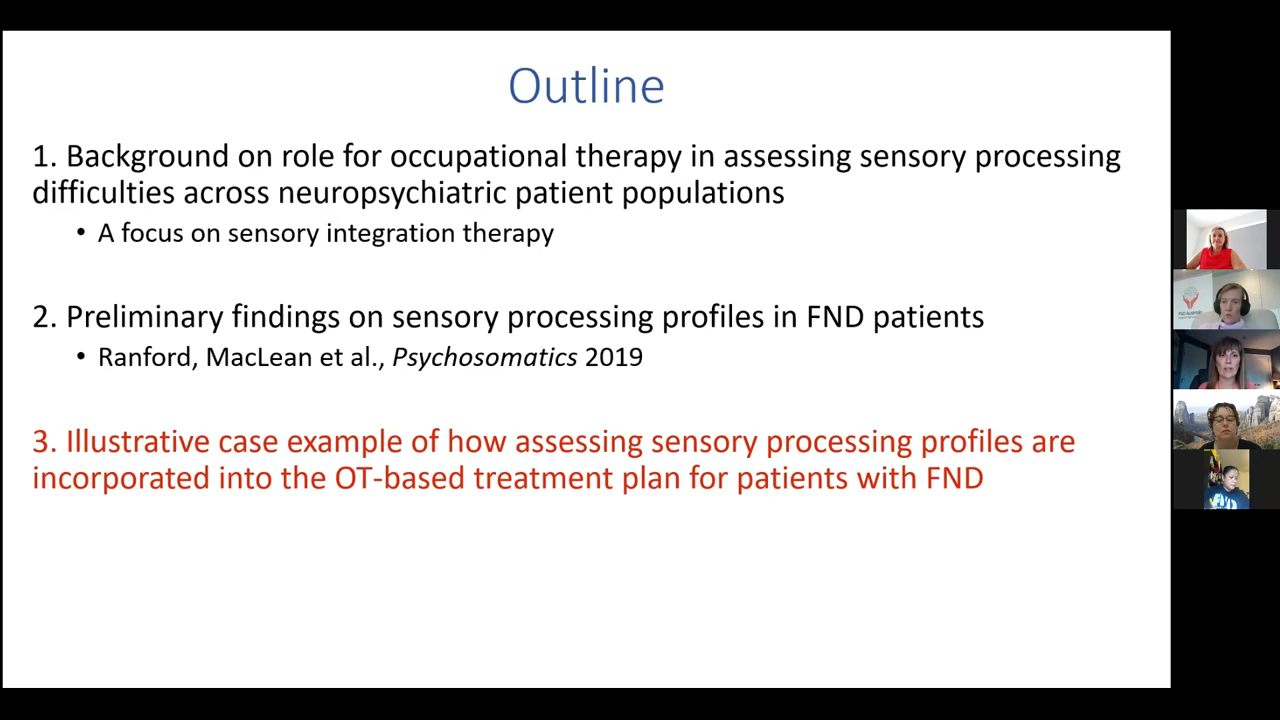 Outline
1. Background on role for occupational therapy in assessing sensory processing
difficulties across neuropsychiatric patient populations
• A focus on sensory integration therapy
2. Preliminary findings on sensory processing profiles in FND patients
• Ranford, MacLean et al., Psychosomatics 2019
3. Illustrative case example of how assessing sensory processing profiles are
incorporated into the OT-based treatment plan for patients with FND